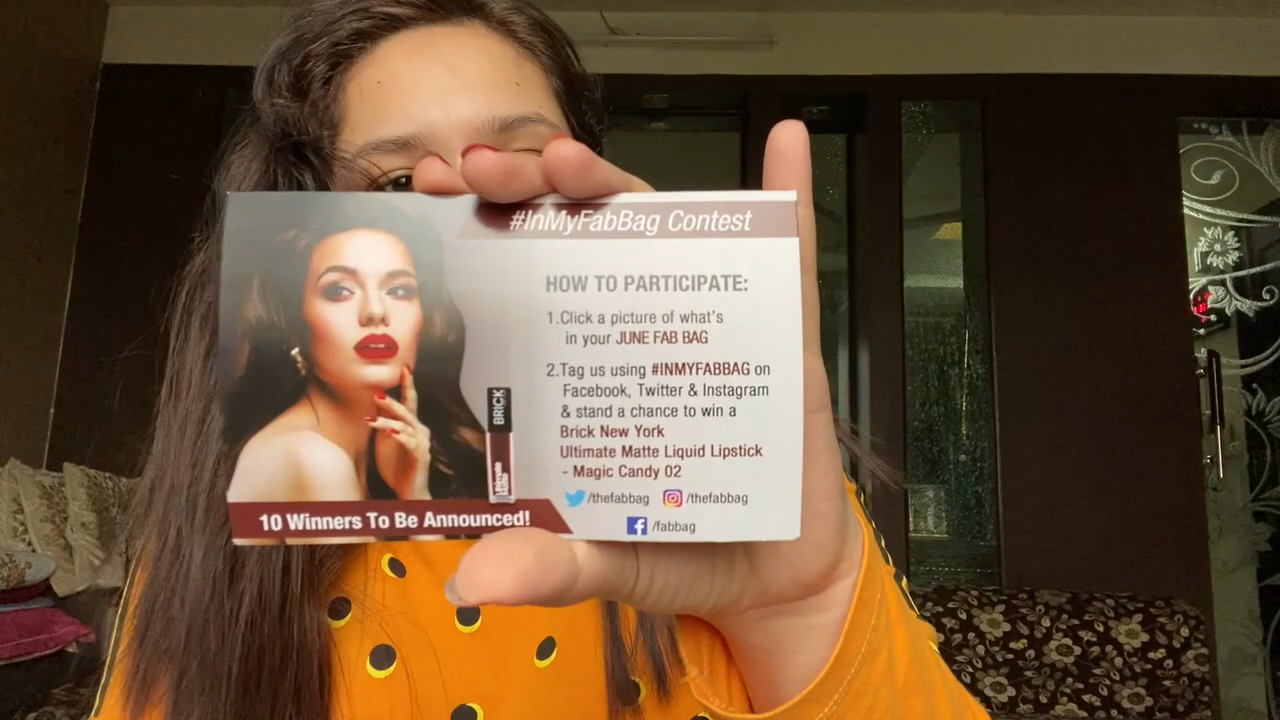 #InMyFabBag Contest
HOW TO PARTICIPATE:
1.Click a picture of what's
in your JUNE FAB BAG
2.Tag us using #INMYFABBAG on
Facebook, Twitter & Instagram
& stand a chance to win a
Brick New York
Ultimate Matte Liquid Lipstick
- Magic Candy 02
/thefabbag /thefabbag
/fabbag
BRICK
10 Winners To Be Announced!